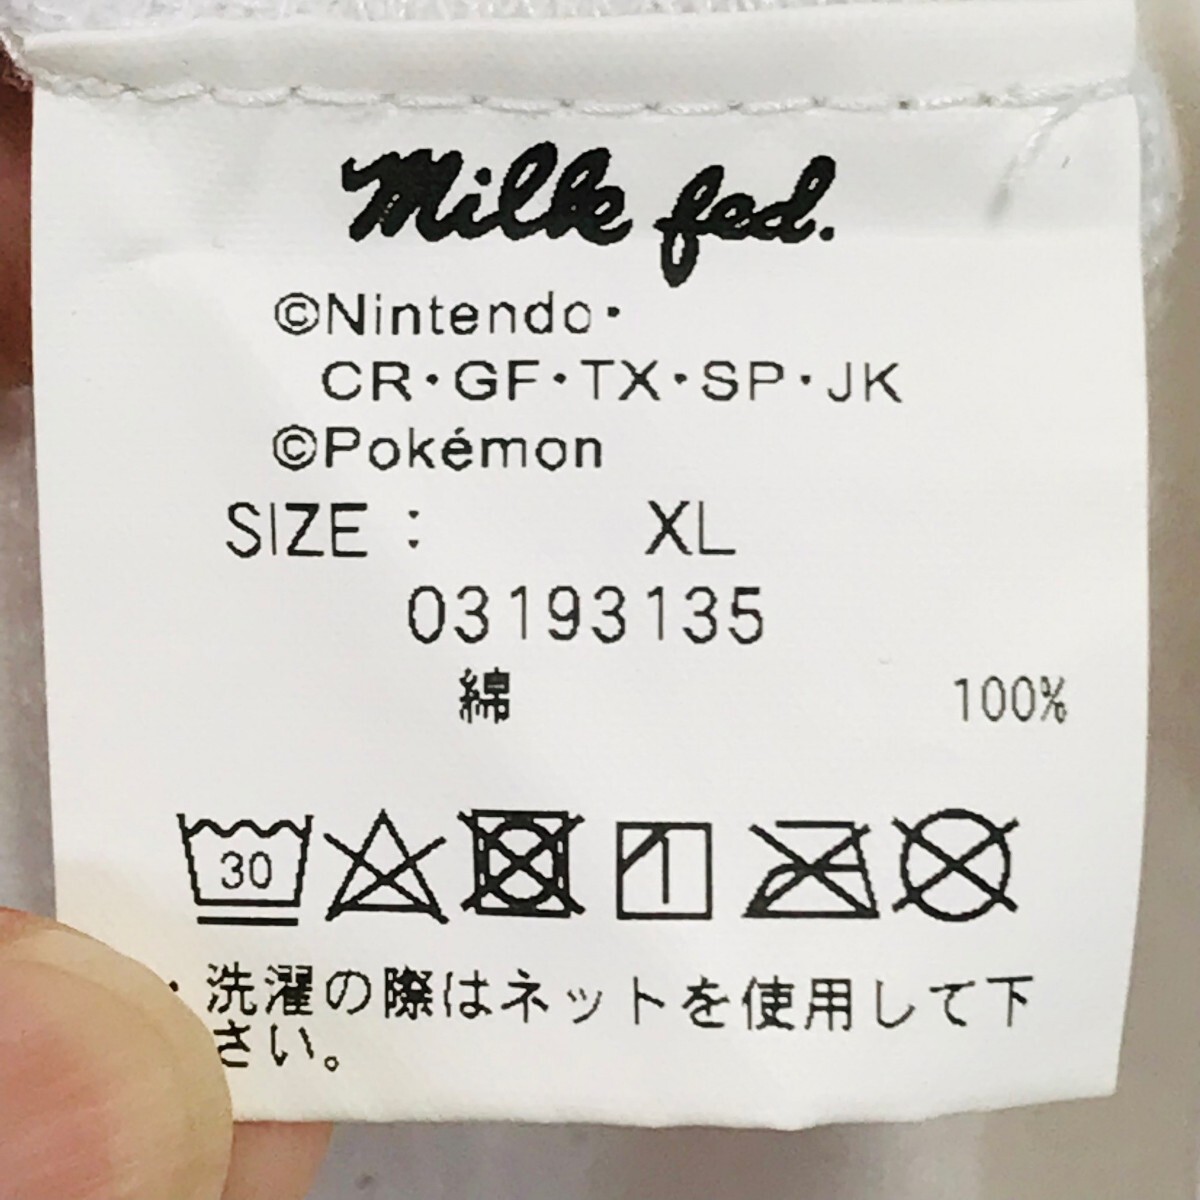 Milk fed.
©Nintendo・
CR・GF・TX・SP・JK
©Pokémon
SIZE : XL
03193135
綿 100%
30
・洗濯の際はネットを使用して下
さい。